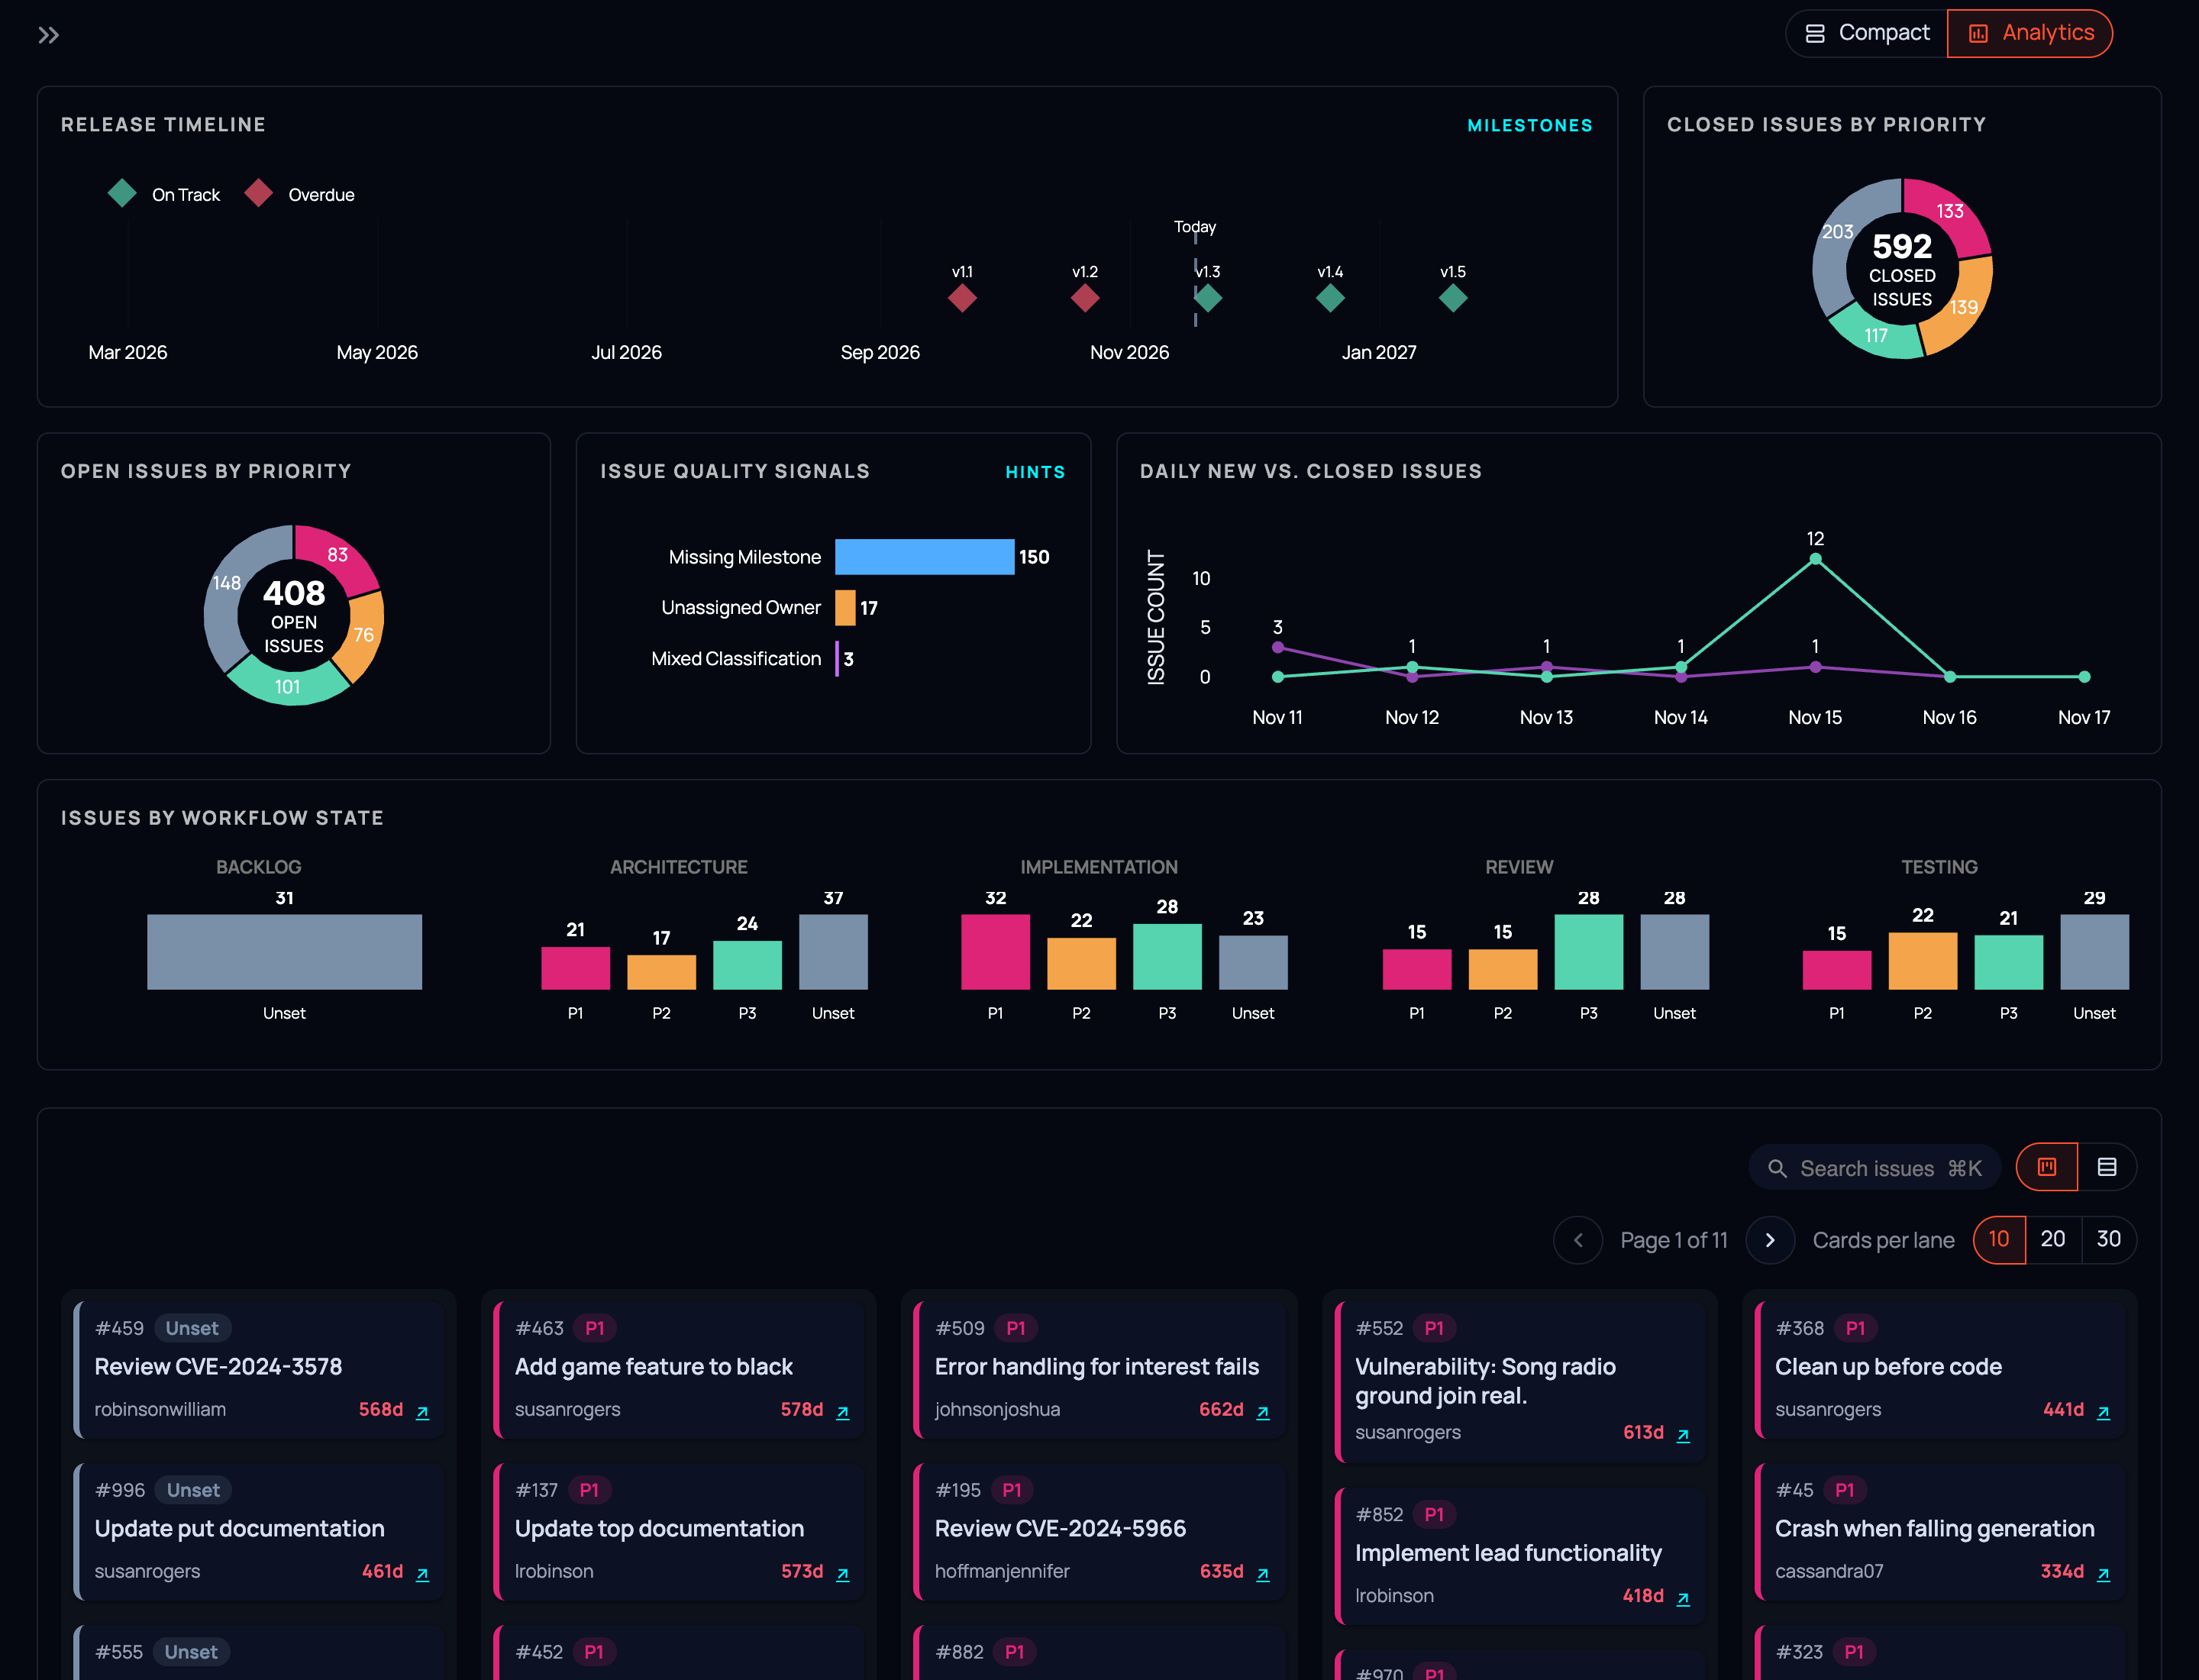 Compact
Analytics
RELEASE TIMELINE
MILESTONES
On Track
Overdue
Today
v1.1
v1.2
v1.3
v1.4
v1.5
Mar 2026
May 2026
Jul 2026
Sep 2026
Nov 2026
Jan 2027
CLOSED ISSUES BY PRIORITY
133
203
139
117
592
CLOSED
ISSUES
OPEN ISSUES BY PRIORITY
83
148
76
101
408
OPEN
ISSUES
ISSUE QUALITY SIGNALS
HINTS
Missing Milestone 150
Unassigned Owner 17
Mixed Classification 3
DAILY NEW VS. CLOSED ISSUES
ISSUE COUNT
10
5
0
3
1
1
1
12
1
Nov 11
Nov 12
Nov 13
Nov 14
Nov 15
Nov 16
Nov 17
ISSUES BY WORKFLOW STATE
BACKLOG
31
Unset
ARCHITECTURE
21 17 24 37
P1 P2 P3 Unset
IMPLEMENTATION
32 22 28 23
P1 P2 P3 Unset
REVIEW
15 15 28 28
P1 P2 P3 Unset
TESTING
15 22 21 29
P1 P2 P3 Unset
Search issues ⌘K
Page 1 of 11
Cards per lane
10 20 30
#459 Unset
Review CVE-2024-3578
robinsonwilliam 568d
#996 Unset
Update put documentation
susanrogers 461d
#555 Unset
#463 P1
Add game feature to black
susanrogers 578d
#137 P1
Update top documentation
lrobinson 573d
#452 P1
#509 P1
Error handling for interest fails
johnsonjoshua 662d
#195 P1
Review CVE-2024-5966
hoffmanjennifer 635d
#882 P1
#552 P1
Vulnerability: Song radio
ground join real.
susanrogers 613d
#852 P1
Implement lead functionality
lrobinson 418d
#970 P1
#368 P1
Clean up before code
susanrogers 441d
#45 P1
Crash when falling generation
cassandra07 334d
#323 P1